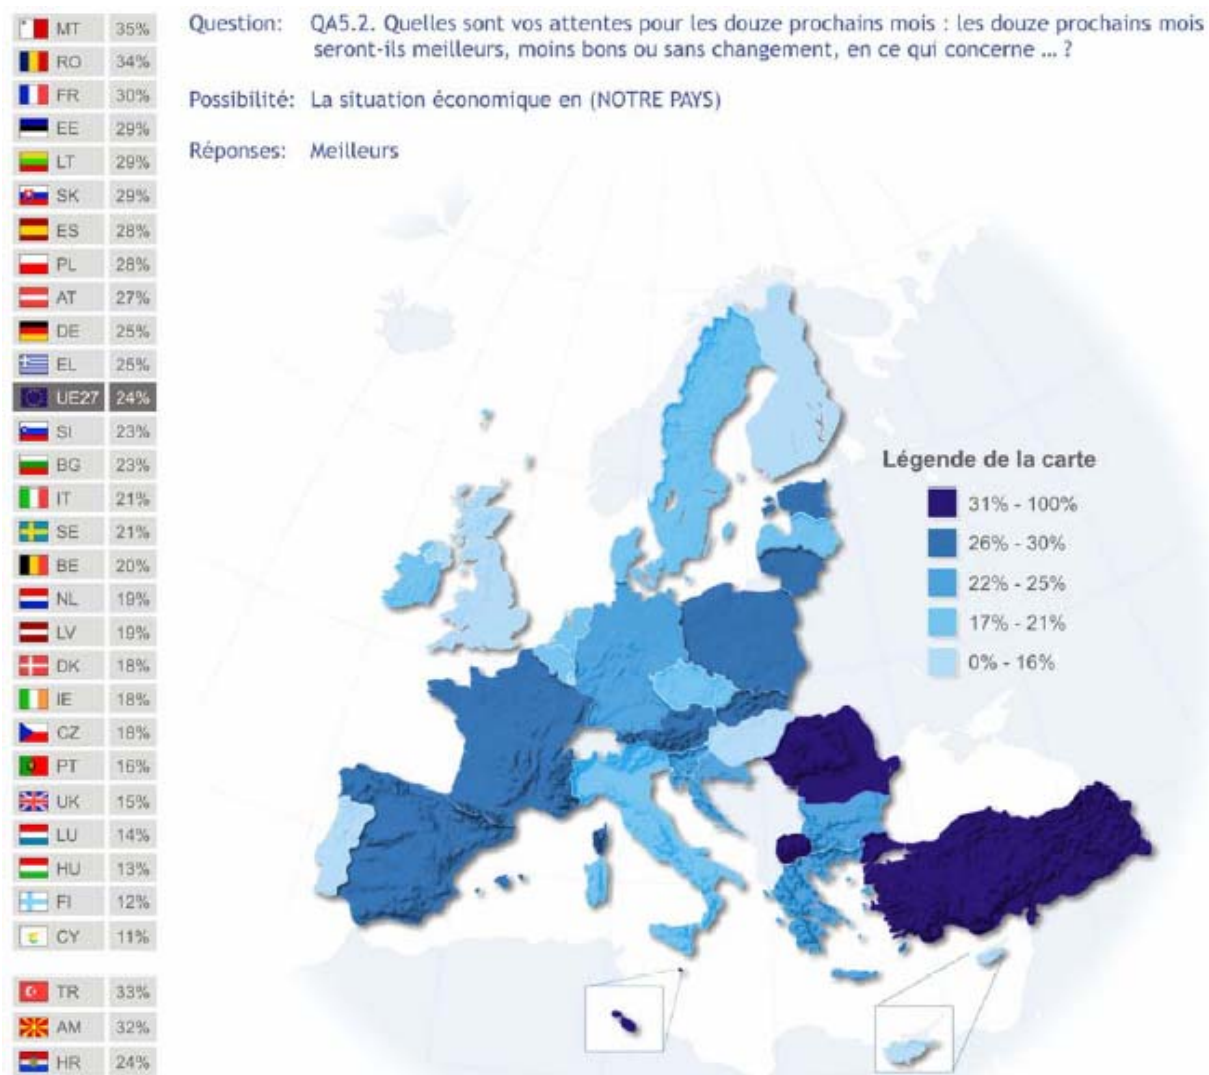 Question: QA5.2. Quelles sont vos attentes pour les douze prochains mois : les douze prochains mois
seront-ils meilleurs, moins bons ou sans changement, en ce qui concerne ... ?
Possibilité: La situation économique en (NOTRE PAYS)
Réponses: Meilleurs
MT 35%
RO 34%
FR 30%
EE 29%
LT 29%
SK 29%
ES 28%
PL 28%
AT 27%
DE 25%
EL 25%
UE27 24%
SI 23%
BG 23%
IT 21%
SE 21%
BE 20%
NL 19%
LV 19%
DK 18%
IE 18%
CZ 18%
PT 16%
UK 15%
LU 14%
HU 13%
FI 12%
CY 11%
TR 33%
AM 32%
HR 24%
Légende de la carte
31% - 100%
26% - 30%
22% - 25%
17% - 21%
0% - 16%